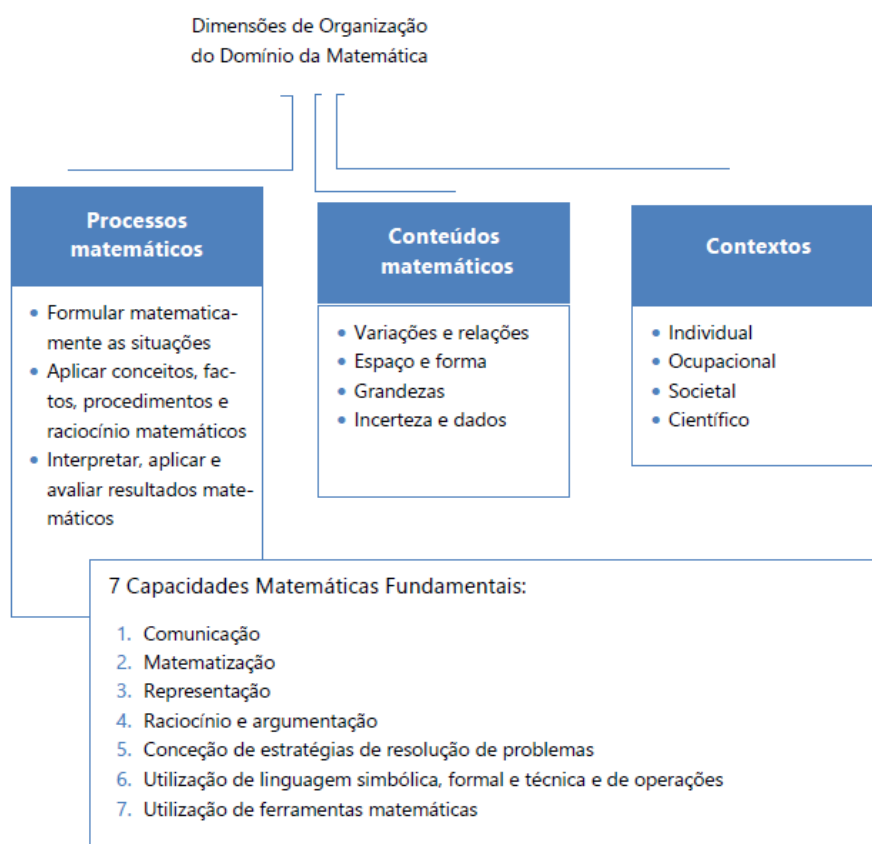 Dimensões de Organização
do Domínio da Matemática
Processos
matemáticos
• Formular matematica-
mente as situações
• Aplicar conceitos, fac-
tos, procedimentos e
raciocínio matemáticos
• Interpretar, aplicar e
avaliar resultados mate-
máticos
Conteúdos
matemáticos
• Variações e relações
• Espaço e forma
• Grandezas
• Incerteza e dados
Contextos
• Individual
• Ocupacional
• Societal
• Científico
7 Capacidades Matemáticas Fundamentais:
1. Comunicação
2. Matematização
3. Representação
4. Raciocínio e argumentação
5. Conceção de estratégias de resolução de problemas
6. Utilização de linguagem simbólica, formal e técnica e de operações
7. Utilização de ferramentas matemáticas